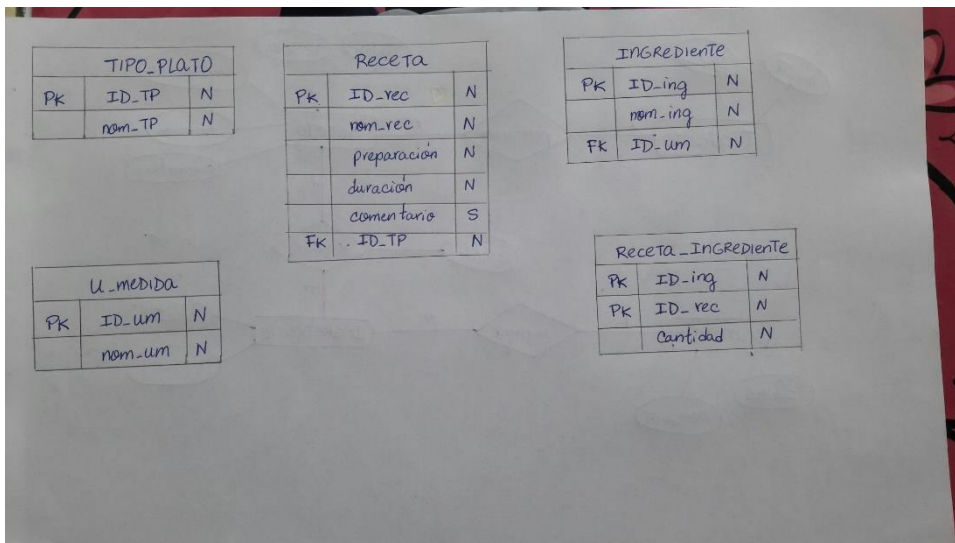 TIPO_PLATO
PK ID_TP N
nom_TP N
Receta
PK ID_rec N
nom_rec N
preparación N
duración N
comentario S
FK ID_TP N
INGREDIente
PK ID_ing N
nom_ing N
FK ID_um N
U_meDIDa
PK ID_um N
nom_um N
Receta_InGReDIente
PK ID_ing N
PK ID_rec N
Cantidad N